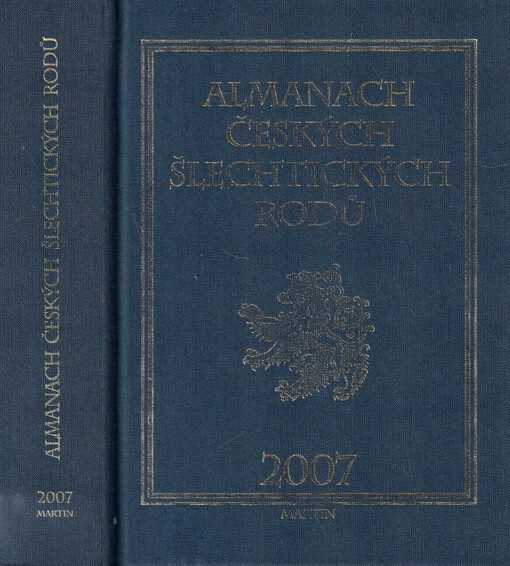 ALMANACH ČESKÝCH ŠLECHTICKÝCH RODŮ
2007
MARTIN
ALMANACH
ČESKÝCH
ŠLECHTICKÝCH
RODŮ
2007
MARTIN